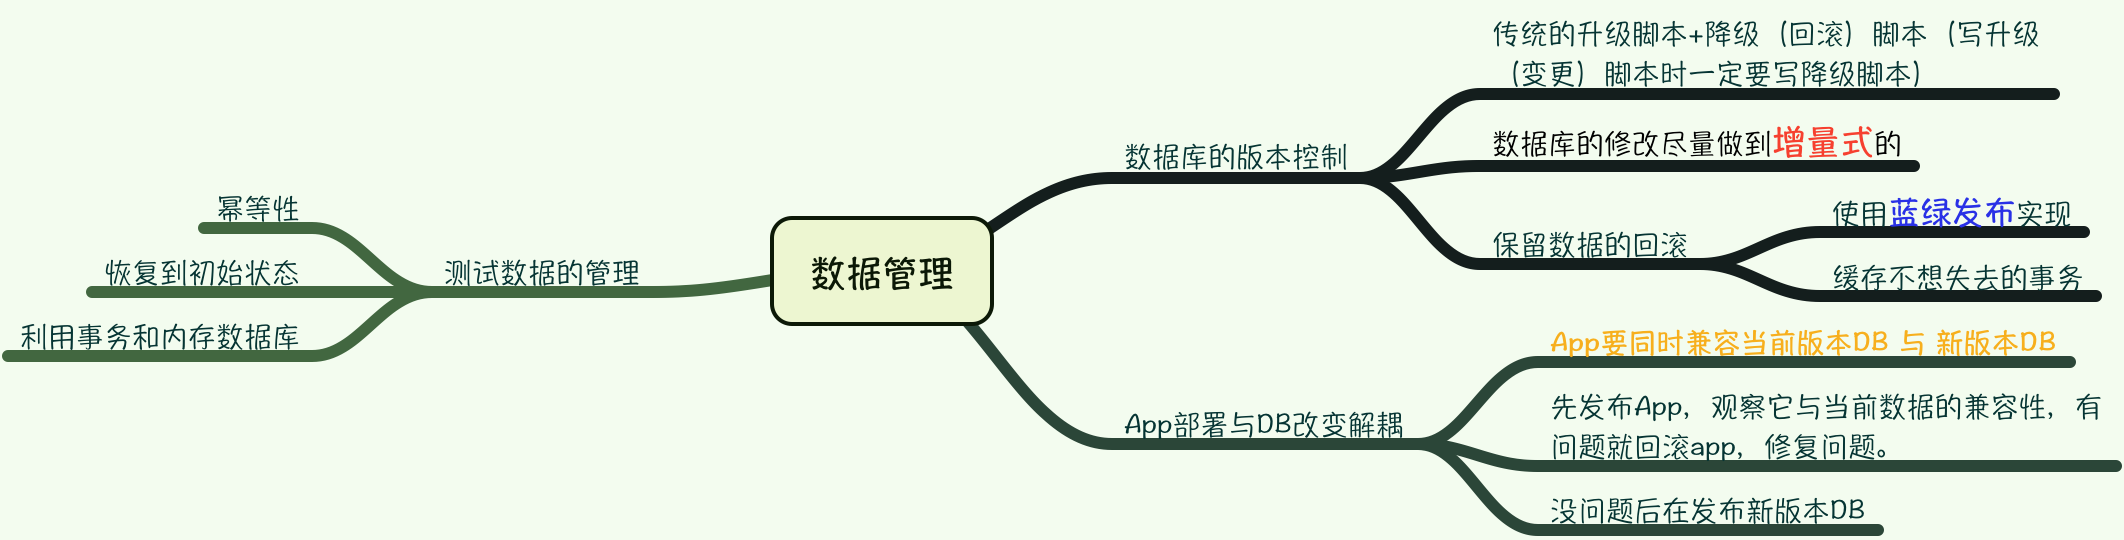 数据管理
数据库的版本控制
传统的升级脚本+降级（回滚）脚本（写升级
（变更）脚本时一定要写降级脚本）
数据库的修改尽量做到增量式的
保留数据的回滚
使用蓝绿发布实现
缓存不想失去的事务
App部署与DB改变解耦
App要同时兼容当前版本DB 与 新版本DB
先发布App，观察它与当前数据的兼容性，有
问题就回滚app，修复问题。
没问题后在发布新版本DB
测试数据的管理
幂等性
恢复到初始状态
利用事务和内存数据库